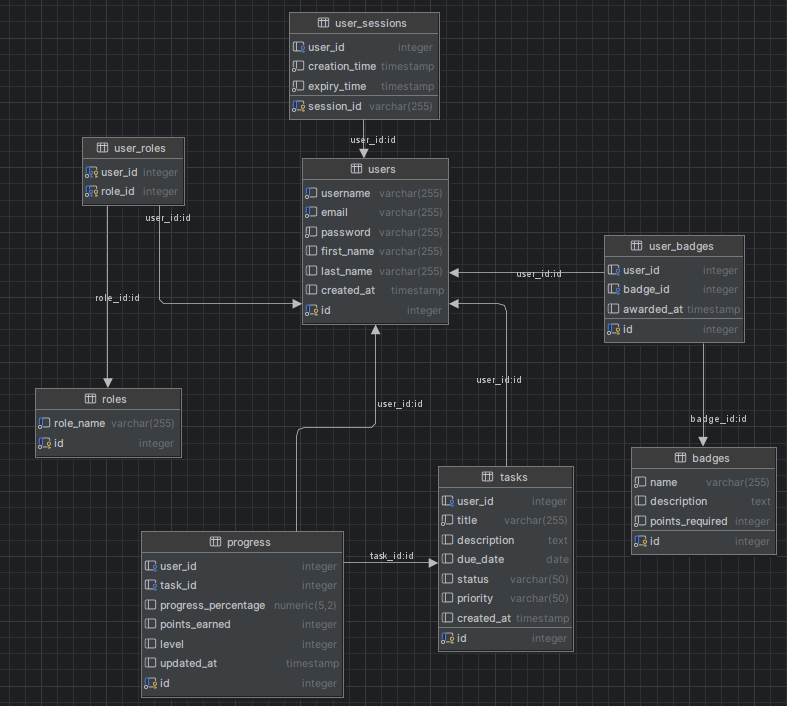 user_sessions
user_id integer
creation_time timestamp
expiry_time timestamp
session_id varchar(255)
user_id:id
user_roles
user_id integer
role_id integer
user_id:id
role_id:id
users
username varchar(255)
email varchar(255)
password varchar(255)
first_name varchar(255)
last_name varchar(255)
created_at timestamp
id integer
user_badges
user_id integer
badge_id integer
awarded_at timestamp
id integer
user_id:id
user_id:id
user_id:id
badge_id:id
roles
role_name varchar(255)
id integer
badges
name varchar(255)
description text
points_required integer
id integer
tasks
user_id integer
title varchar(255)
description text
due_date date
status varchar(50)
priority varchar(50)
created_at timestamp
id integer
task_id:id
progress
user_id integer
task_id integer
progress_percentage numeric(5,2)
points_earned integer
level integer
updated_at timestamp
id integer